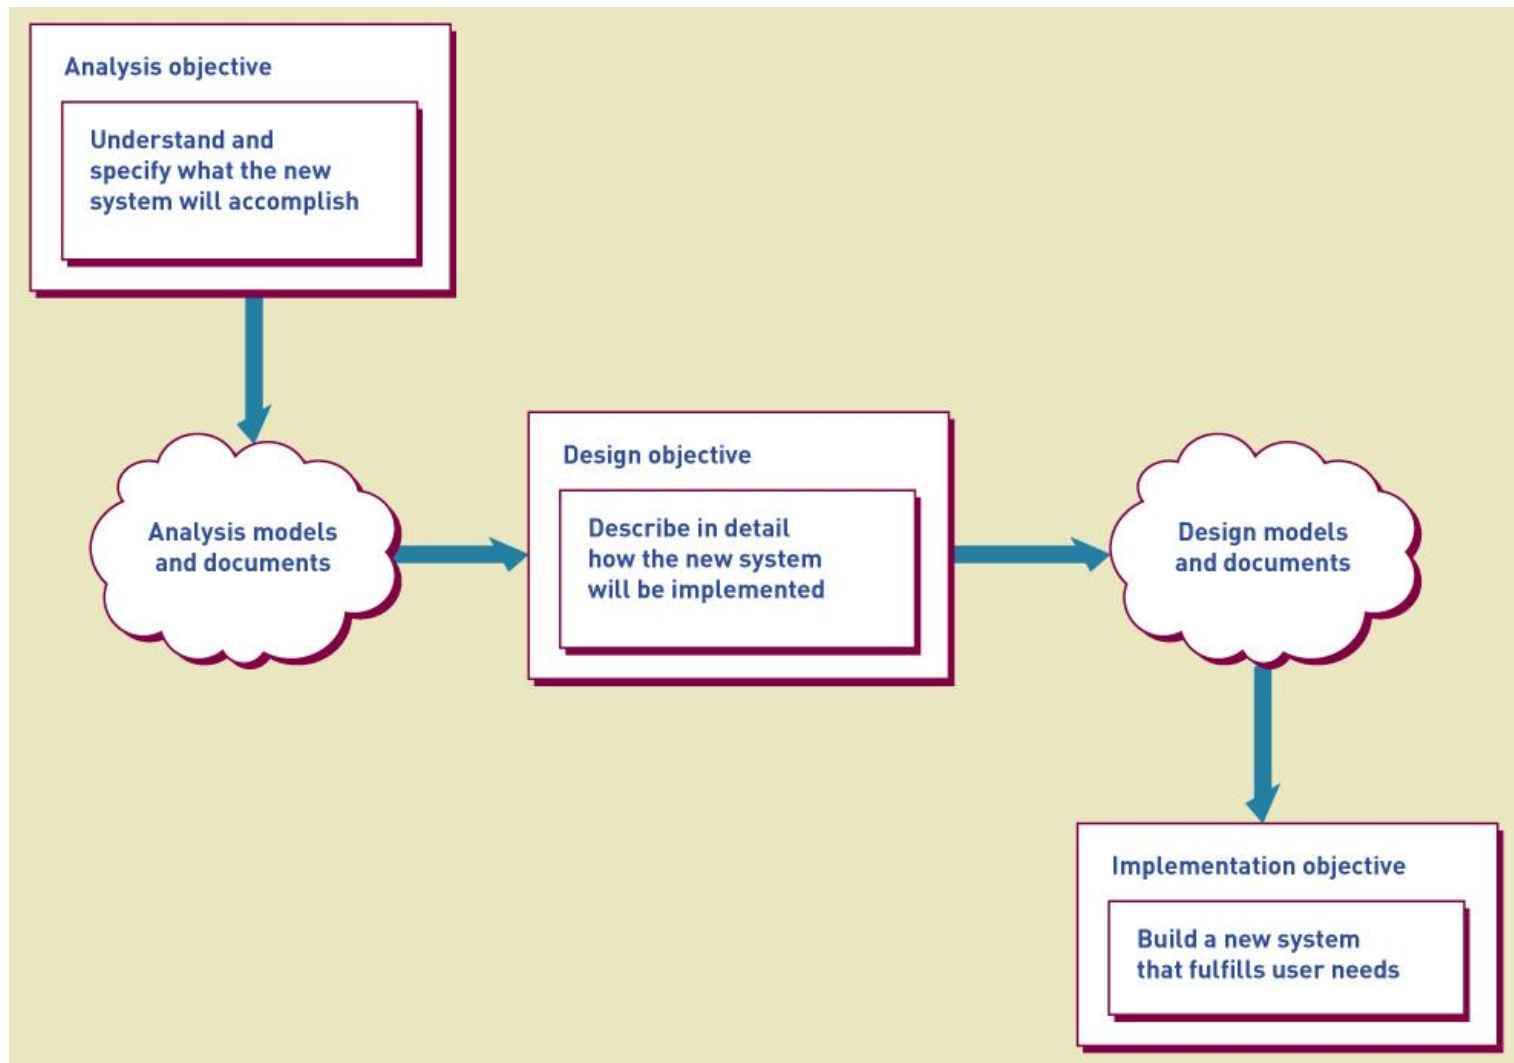 Analysis objective
Understand and
specify what the new
system will accomplish
Analysis models
and documents
Design objective
Describe in detail
how the new system
will be implemented
Design models
and documents
Implementation objective
Build a new system
that fulfills user needs